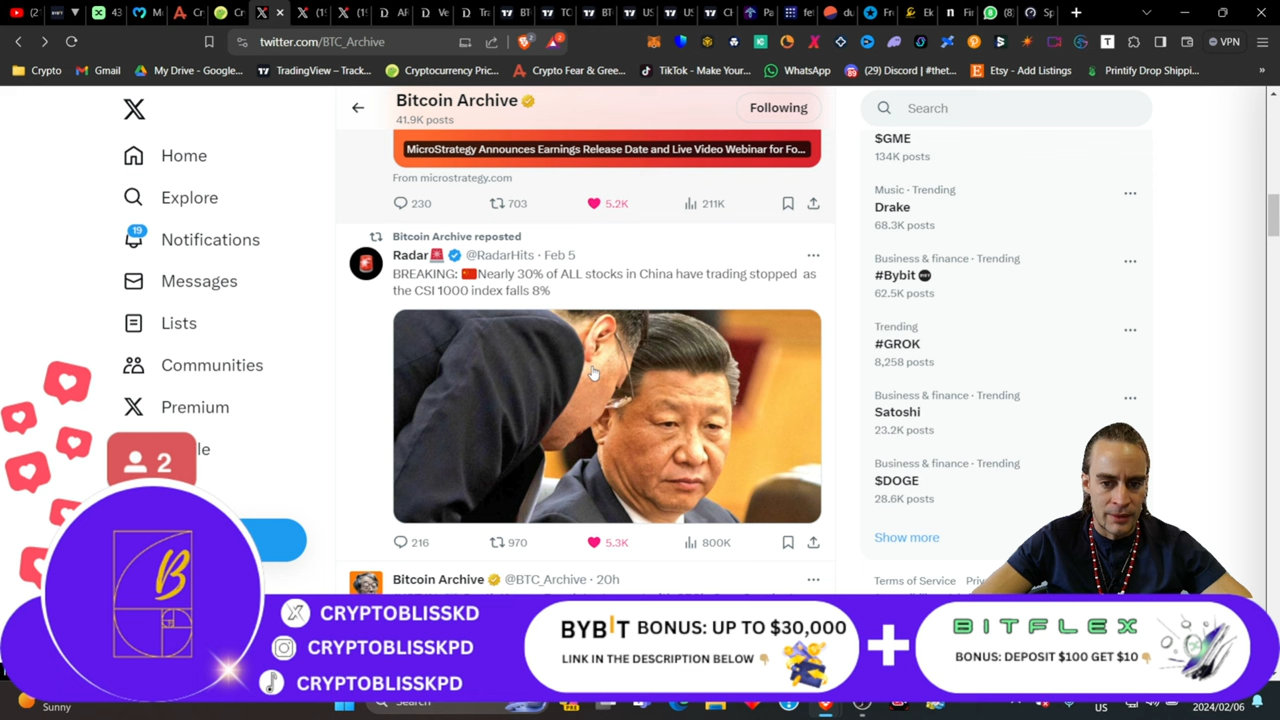 twitter.com/BTC_Archive
VPN
Crypto
Gmail
My Drive - Google...
TradingView – Track...
Cryptocurrency Pric...
Crypto Fear & Gree...
TikTok - Make Your...
WhatsApp
(29) Discord | #thet...
Etsy - Add Listings
Printify Drop Shippi...
Home
Explore
19
Notifications
Messages
Lists
Communities
Premium
le
2
Bitcoin Archive
41.9K posts
Following
MicroStrategy Announces Earnings Release Date and Live Video Webinar for Fo...
From microstrategy.com
230 703 5.2K 211K
Bitcoin Archive reposted
Radar @RadarHits · Feb 5
BREAKING: Nearly 30% of ALL stocks in China have trading stopped as
the CSI 1000 index falls 8%
216 970 5.3K 800K
Bitcoin Archive @BTC_Archive · 20h
Search
$GME
134K posts
Music · Trending
Drake
68.3K posts
Business & finance · Trending
#Bybit
62.5K posts
Trending
#GROK
8,258 posts
Business & finance · Trending
Satoshi
23.2K posts
Business & finance · Trending
$DOGE
28.6K posts
Show more
Terms of Service
B
CRYPTOBLISSKD
CRYPTOBLISSKPD
CRYPTOBLISSKPD
BYBIT BONUS: UP TO $30,000
LINK IN THE DESCRIPTION BELOW
+
BITFLEX
BONUS: DEPOSIT $100 GET $10
Sunny
Search
US
2024/02/06